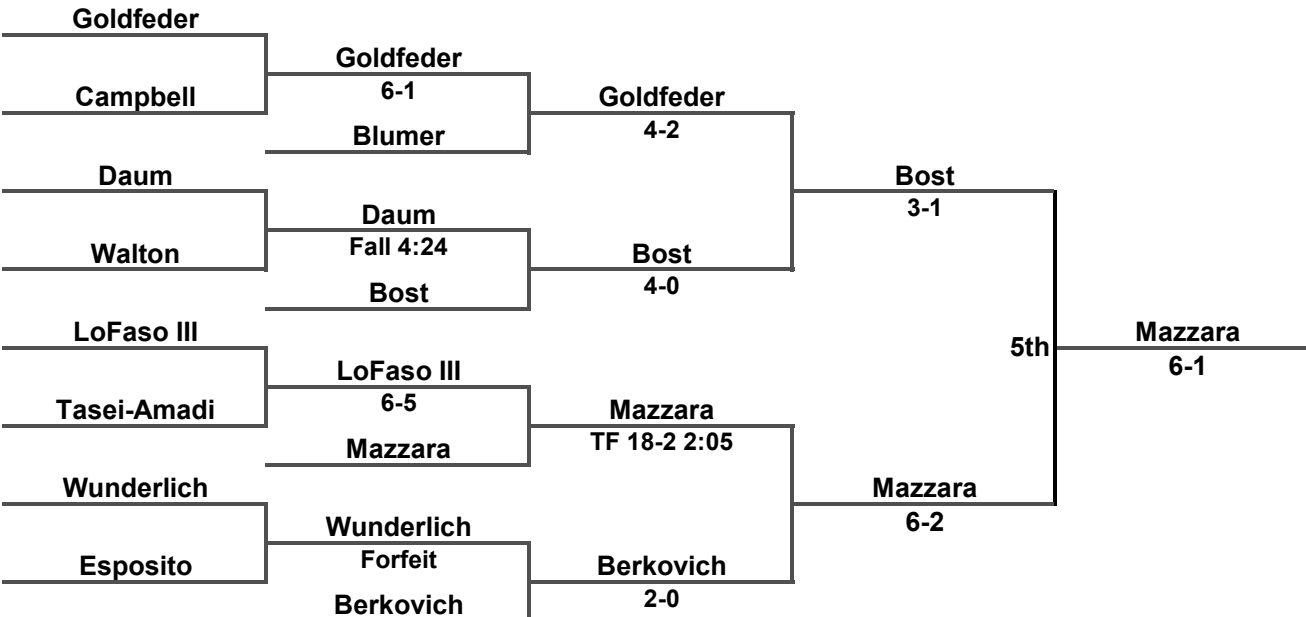 Goldfeder
Goldfeder
Campbell
6-1
Goldfeder
Blumer
4-2
Daum
Bost
Daum
3-1
Walton
Fall 4:24
Bost
Bost
4-0
LoFaso III
5th
Mazzara
LoFaso III
6-1
Tasei-Amadi
6-5
Mazzara
Mazzara
TF 18-2 2:05
Wunderlich
Mazzara
Wunderlich
6-2
Esposito
Forfeit
Berkovich
Berkovich
2-0